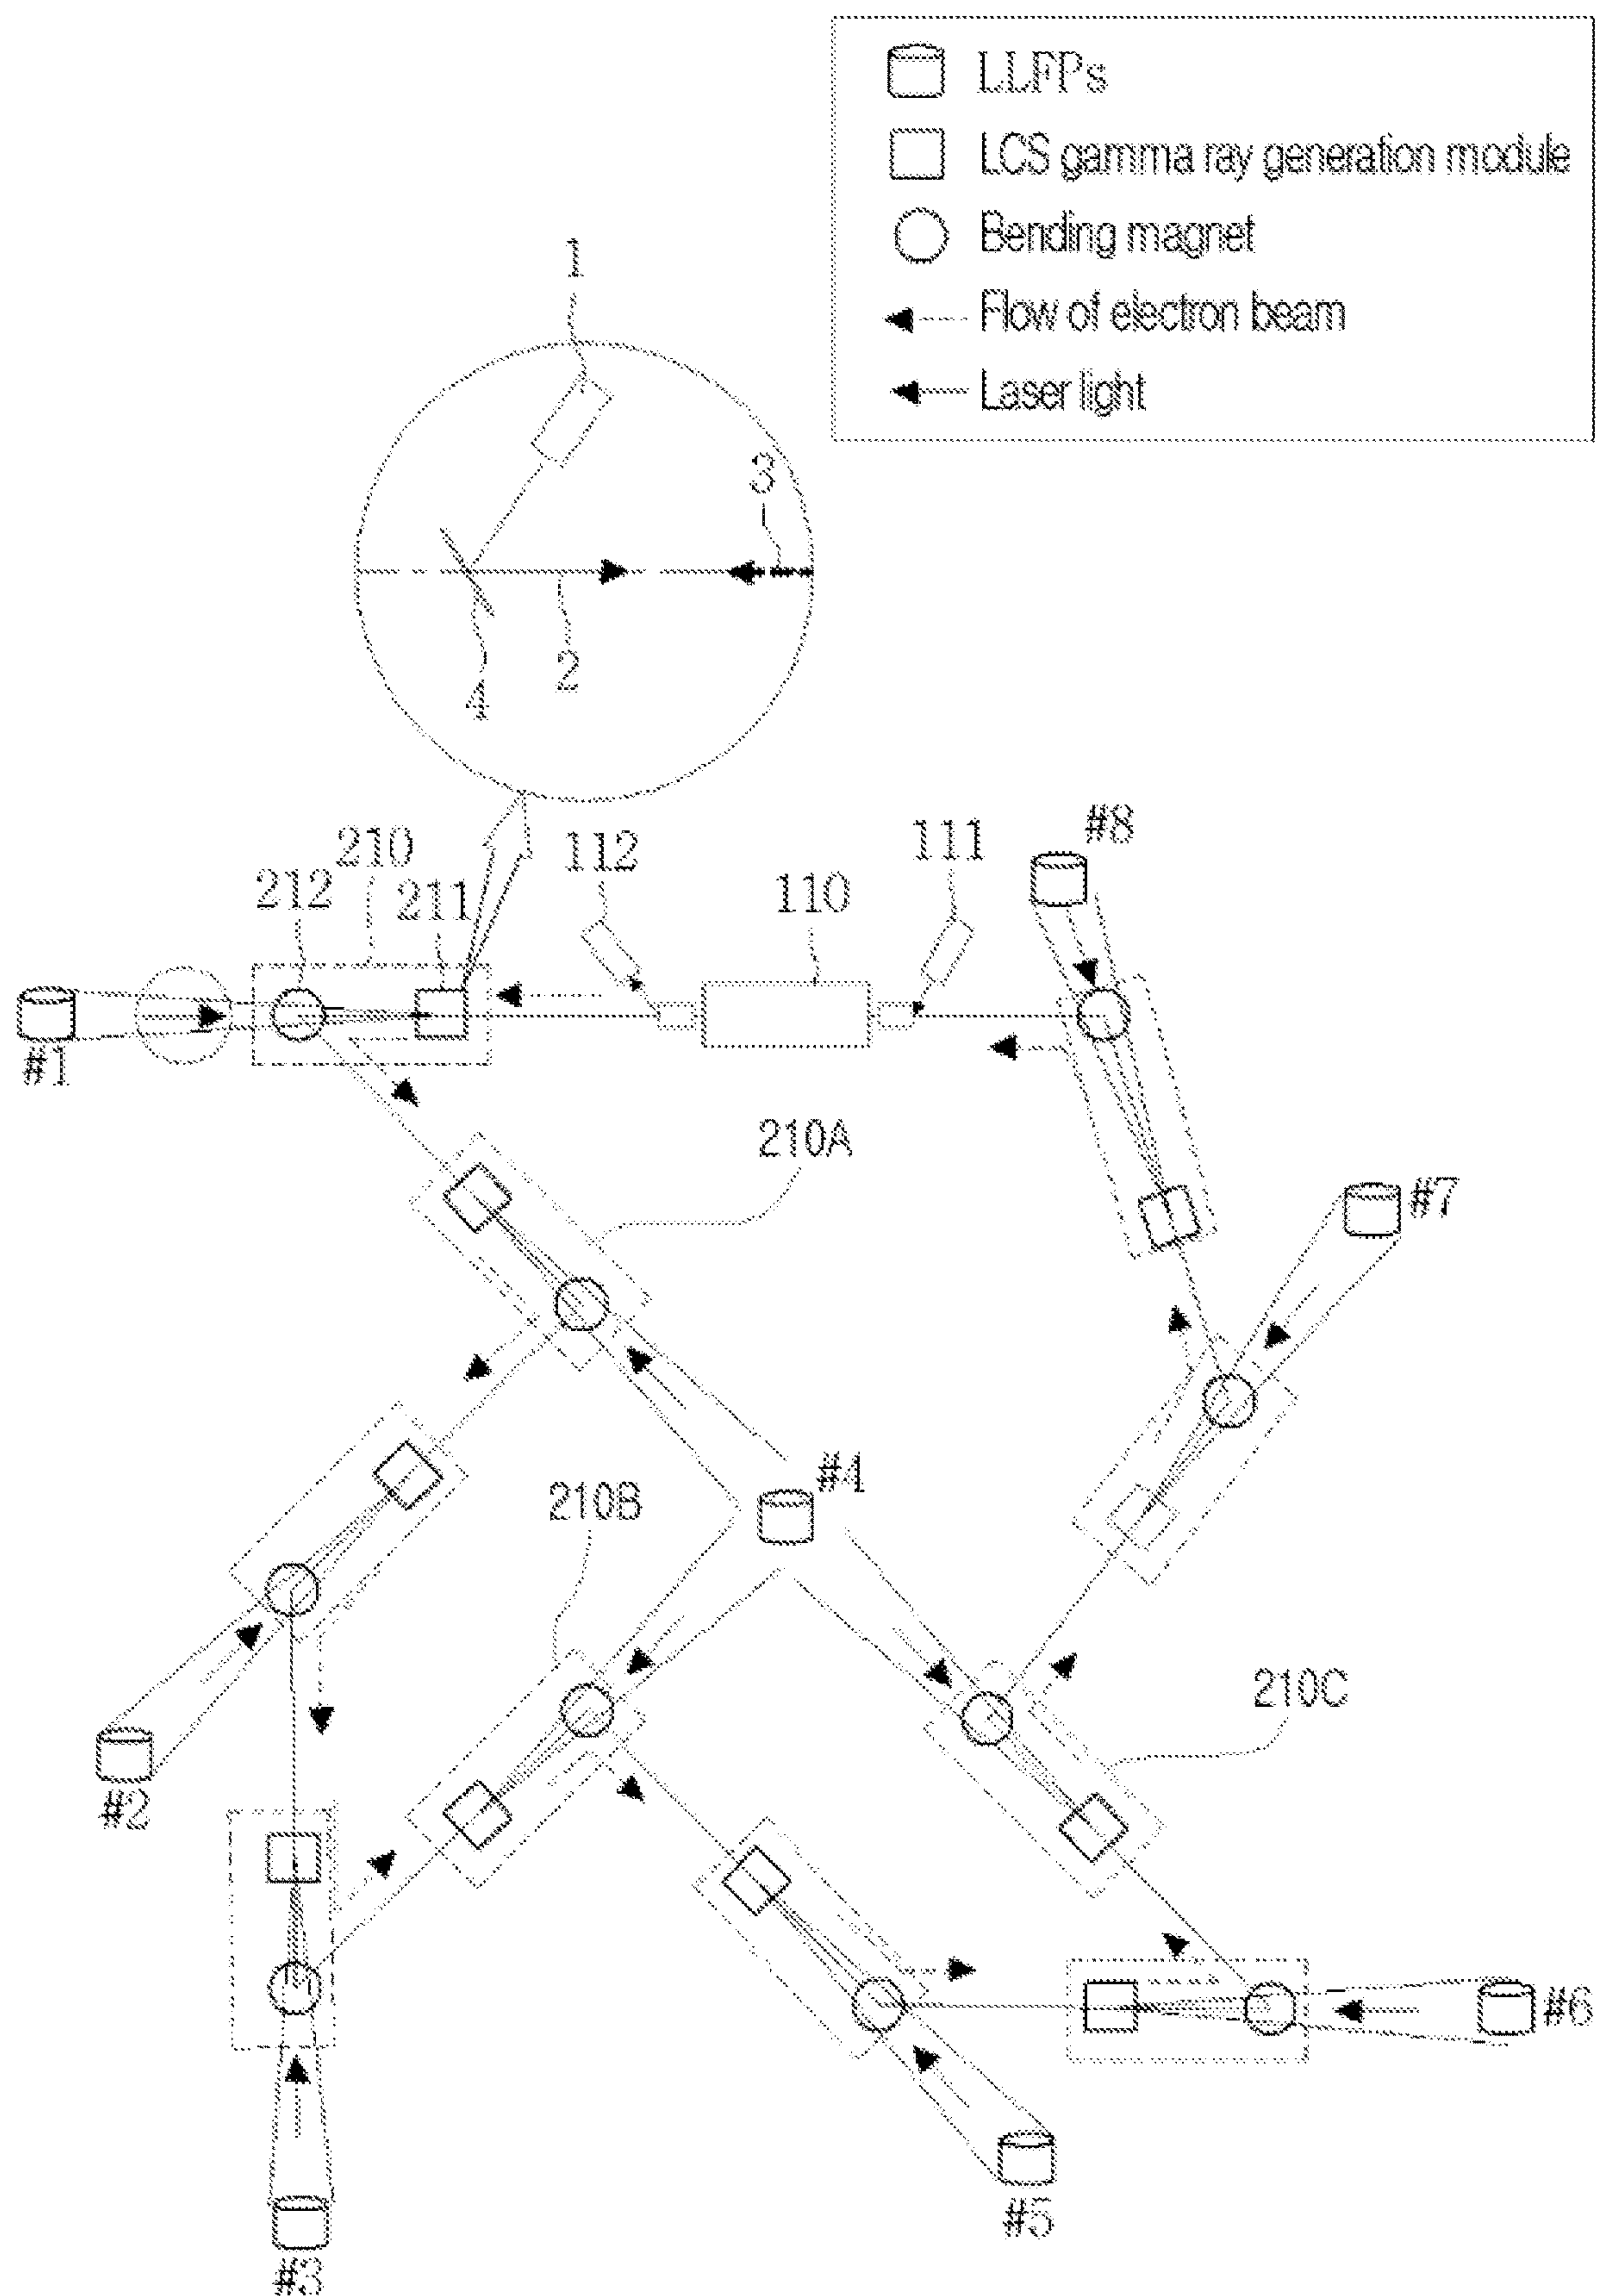 LLFPs
LCS gamma ray generation module
Bending magnet
Flow of electron beam
Laser light
1
3
2
4
210
212
211
112
110
111
#8
#1
210A
#7
#4
210B
210C
#2
#6
#5
#3